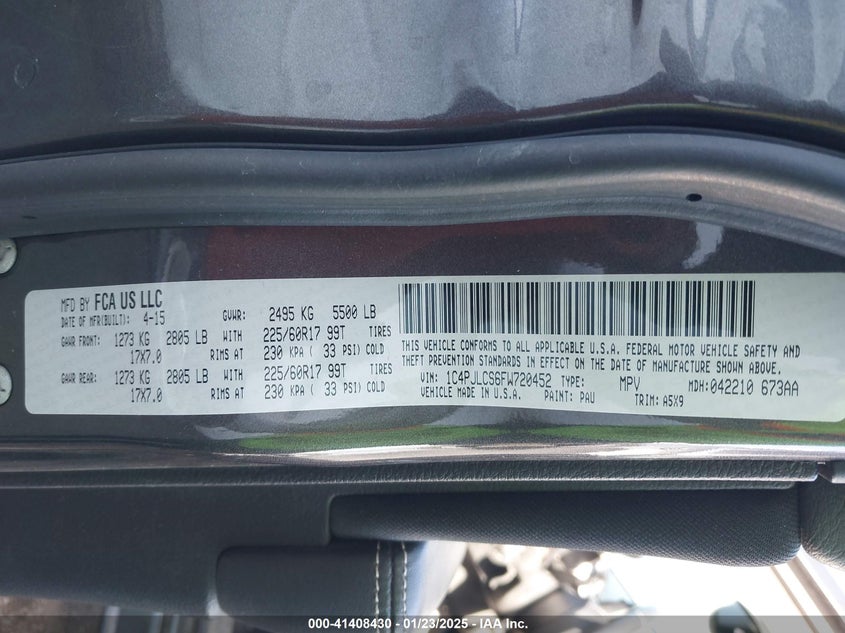 MFD BY FCA US LLC
DATE OF MFR(BUILT): 4-15 GVWR: 2495 KG 5500 LB
GAWR FRONT: 1273 KG 2805 LB WITH 225/60R17 99T TIRES
17X7.0 RIMS AT 230 KPA ( 33 PSI) COLD
GAWR REAR: 1273 KG 2805 LB WITH 225/60R17 99T TIRES
17X7.0 RIMS AT 230 KPA ( 33 PSI) COLD
THIS VEHICLE CONFORMS TO ALL APPLICABLE U.S.A. FEDERAL MOTOR VEHICLE SAFETY AND
THEFT PREVENTION STANDARDS IN EFFECT ON THE DATE OF MANUFACTURE SHOWN ABOVE.
VIN: 1C4PJLCS6FW720452 TYPE: MPV MDH: 042210 673AA
VEHICLE MADE IN U.S.A. PAINT: PAU TRIM: A5X9
000-41408430 - 01/23/2025 - IAA Inc.